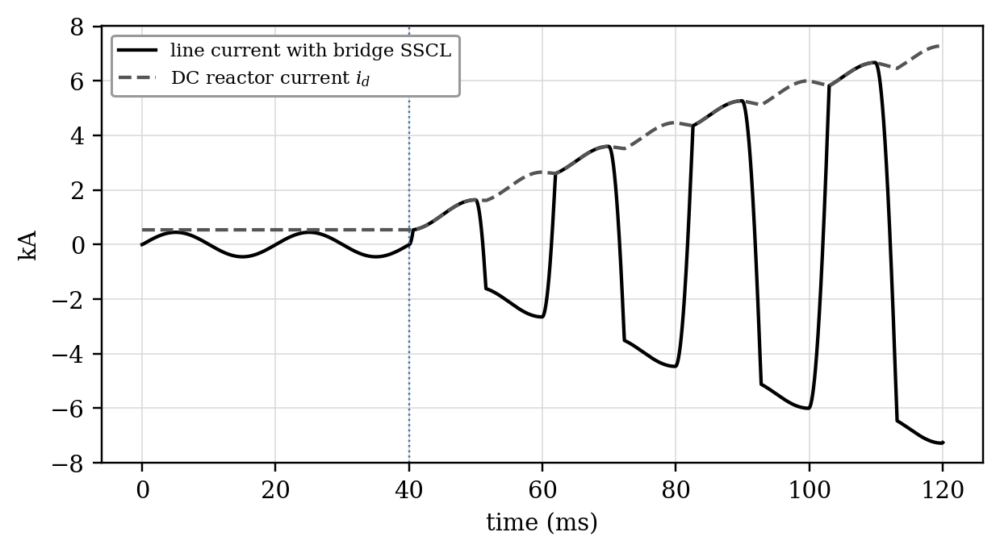 8
6
4
2
0
−2
−4
−6
−8
kA
line current with bridge SSCL
DC reactor current i_d
0 20 40 60 80 100 120
time (ms)